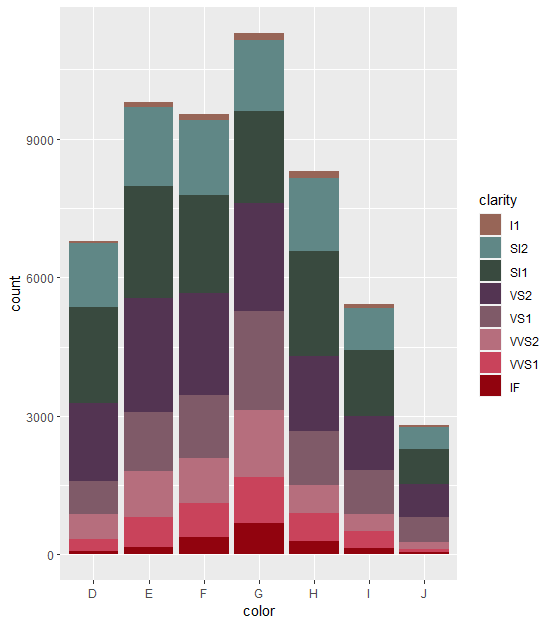 9000
6000
3000
0
count
D E F G H I J
color
clarity
I1
SI2
SI1
VS2
VS1
VVS2
VVS1
IF